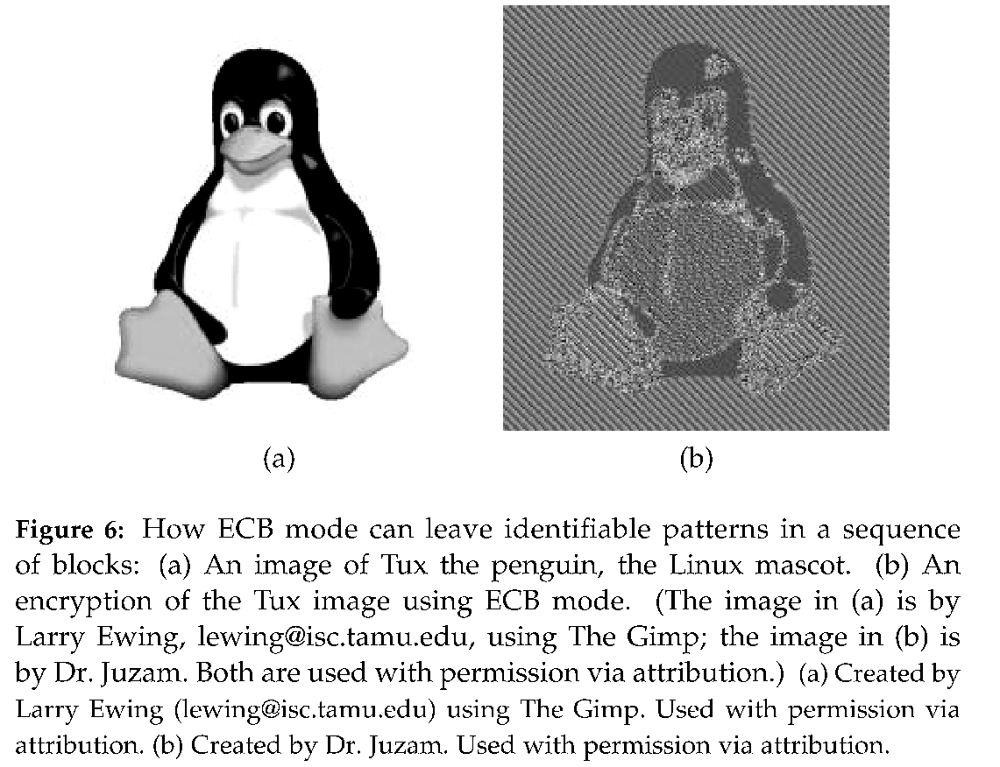 (a)
(b)
Figure 6: How ECB mode can leave identifiable patterns in a sequence
of blocks: (a) An image of Tux the penguin, the Linux mascot. (b) An
encryption of the Tux image using ECB mode. (The image in (a) is by
Larry Ewing, lewing@isc.tamu.edu, using The Gimp; the image in (b) is
by Dr. Juzam. Both are used with permission via attribution.) (a) Created by
Larry Ewing (lewing@isc.tamu.edu) using The Gimp. Used with permission via
attribution. (b) Created by Dr. Juzam. Used with permission via attribution.